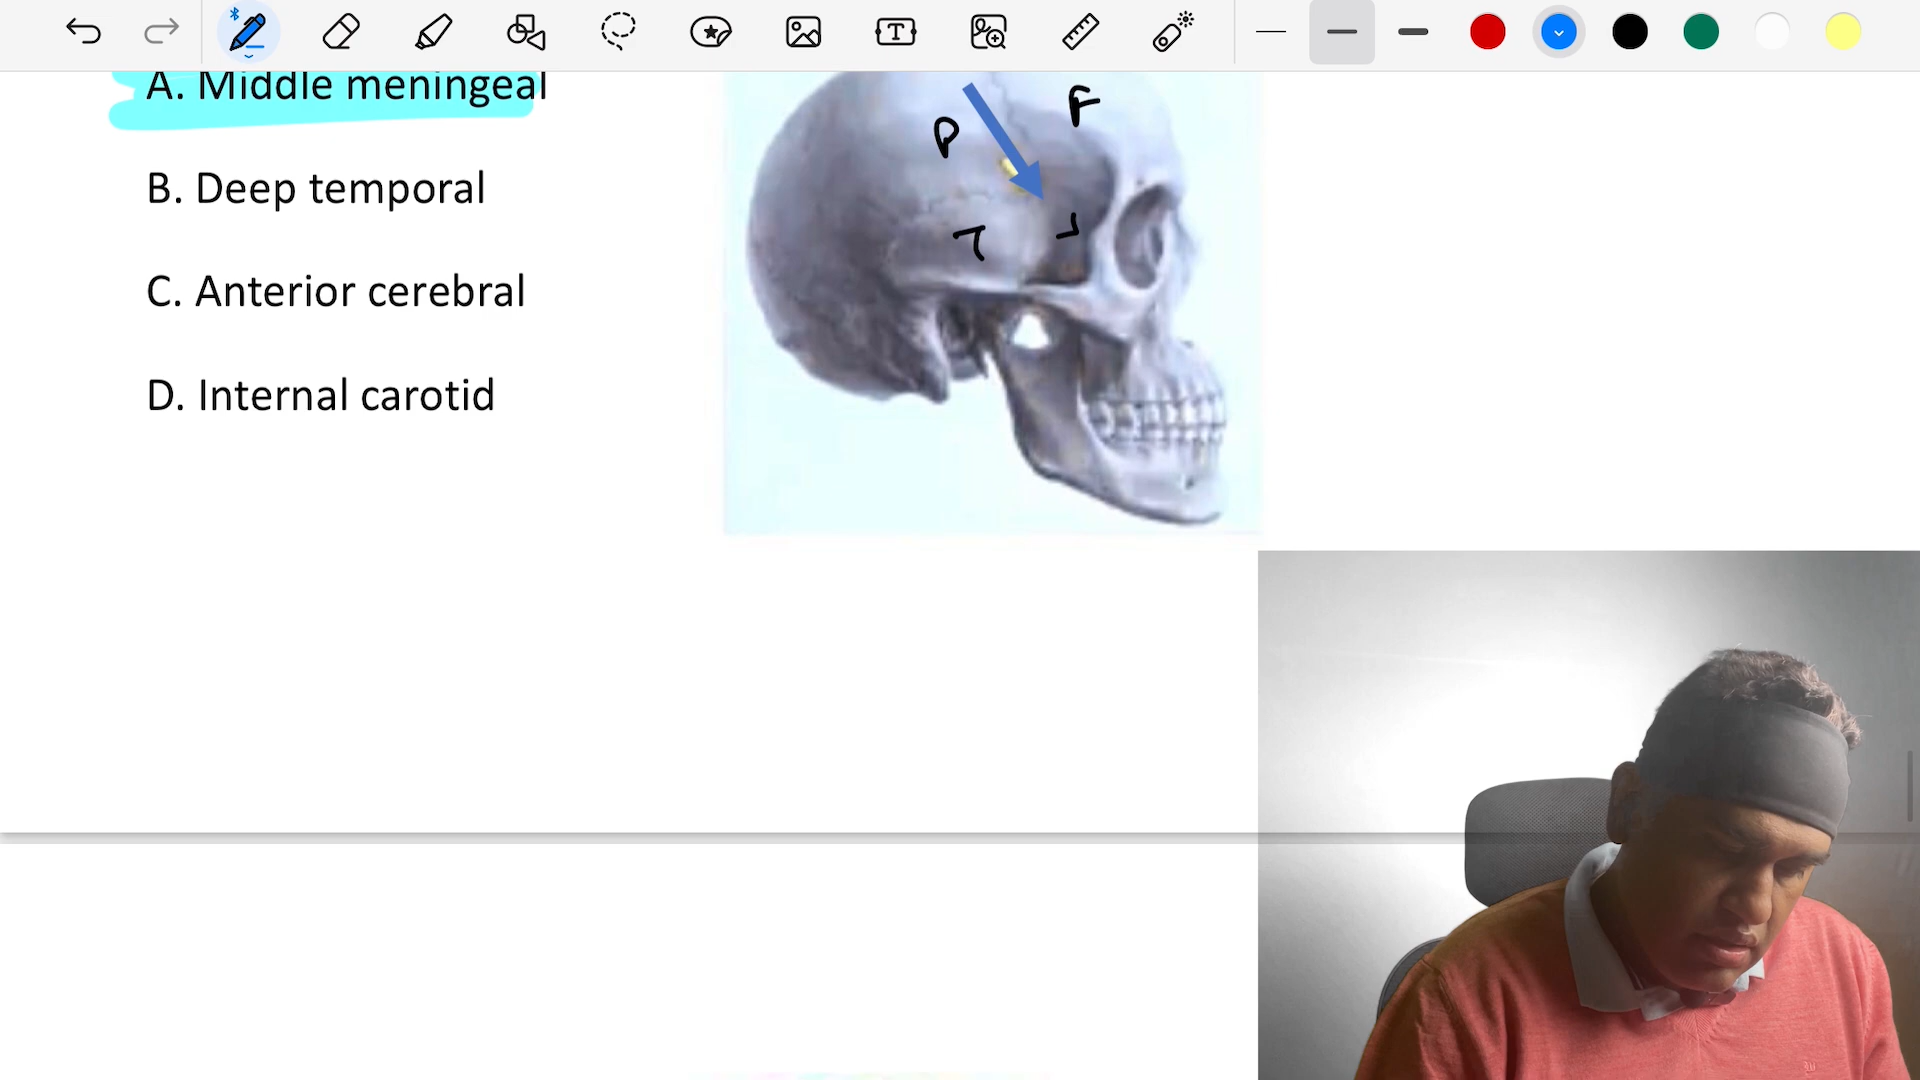 A. Middle meningeal
B. Deep temporal
C. Anterior cerebral
D. Internal carotid
F
P
T